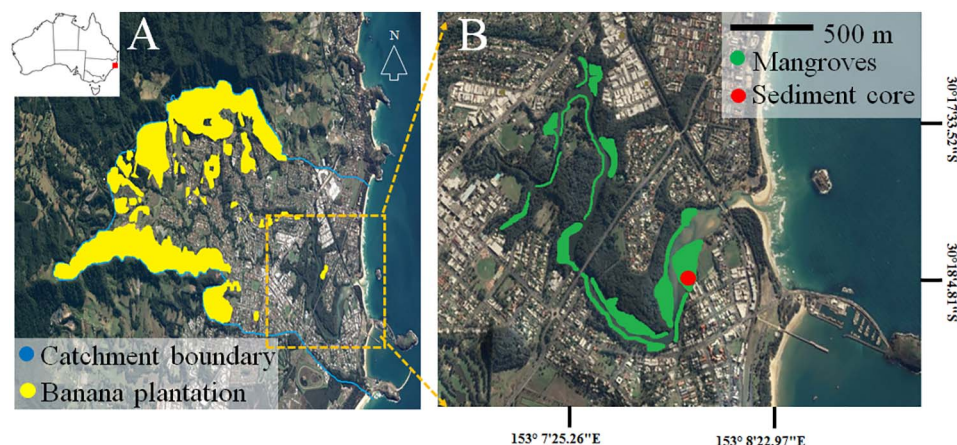 A
N
Catchment boundary
Banana plantation
B
500 m
Mangroves
Sediment core
30°17'33.52"S
30°18'4.81"S
153° 7'25.26"E
153° 8'22.97"E